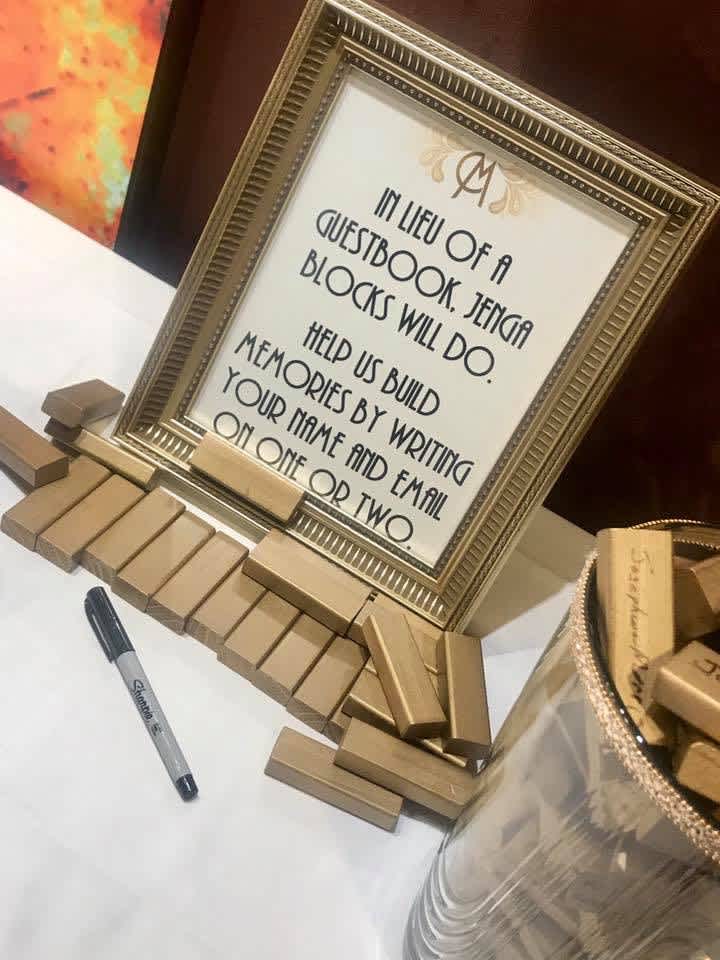 CM
IN LIEU OF A
GUESTBOOK, JENGA
BLOCKS WILL DO.
HELP US BUILD
MEMORIES BY WRITING
YOUR NAME AND EMAIL
ON ONE OR TWO.
Sharpie